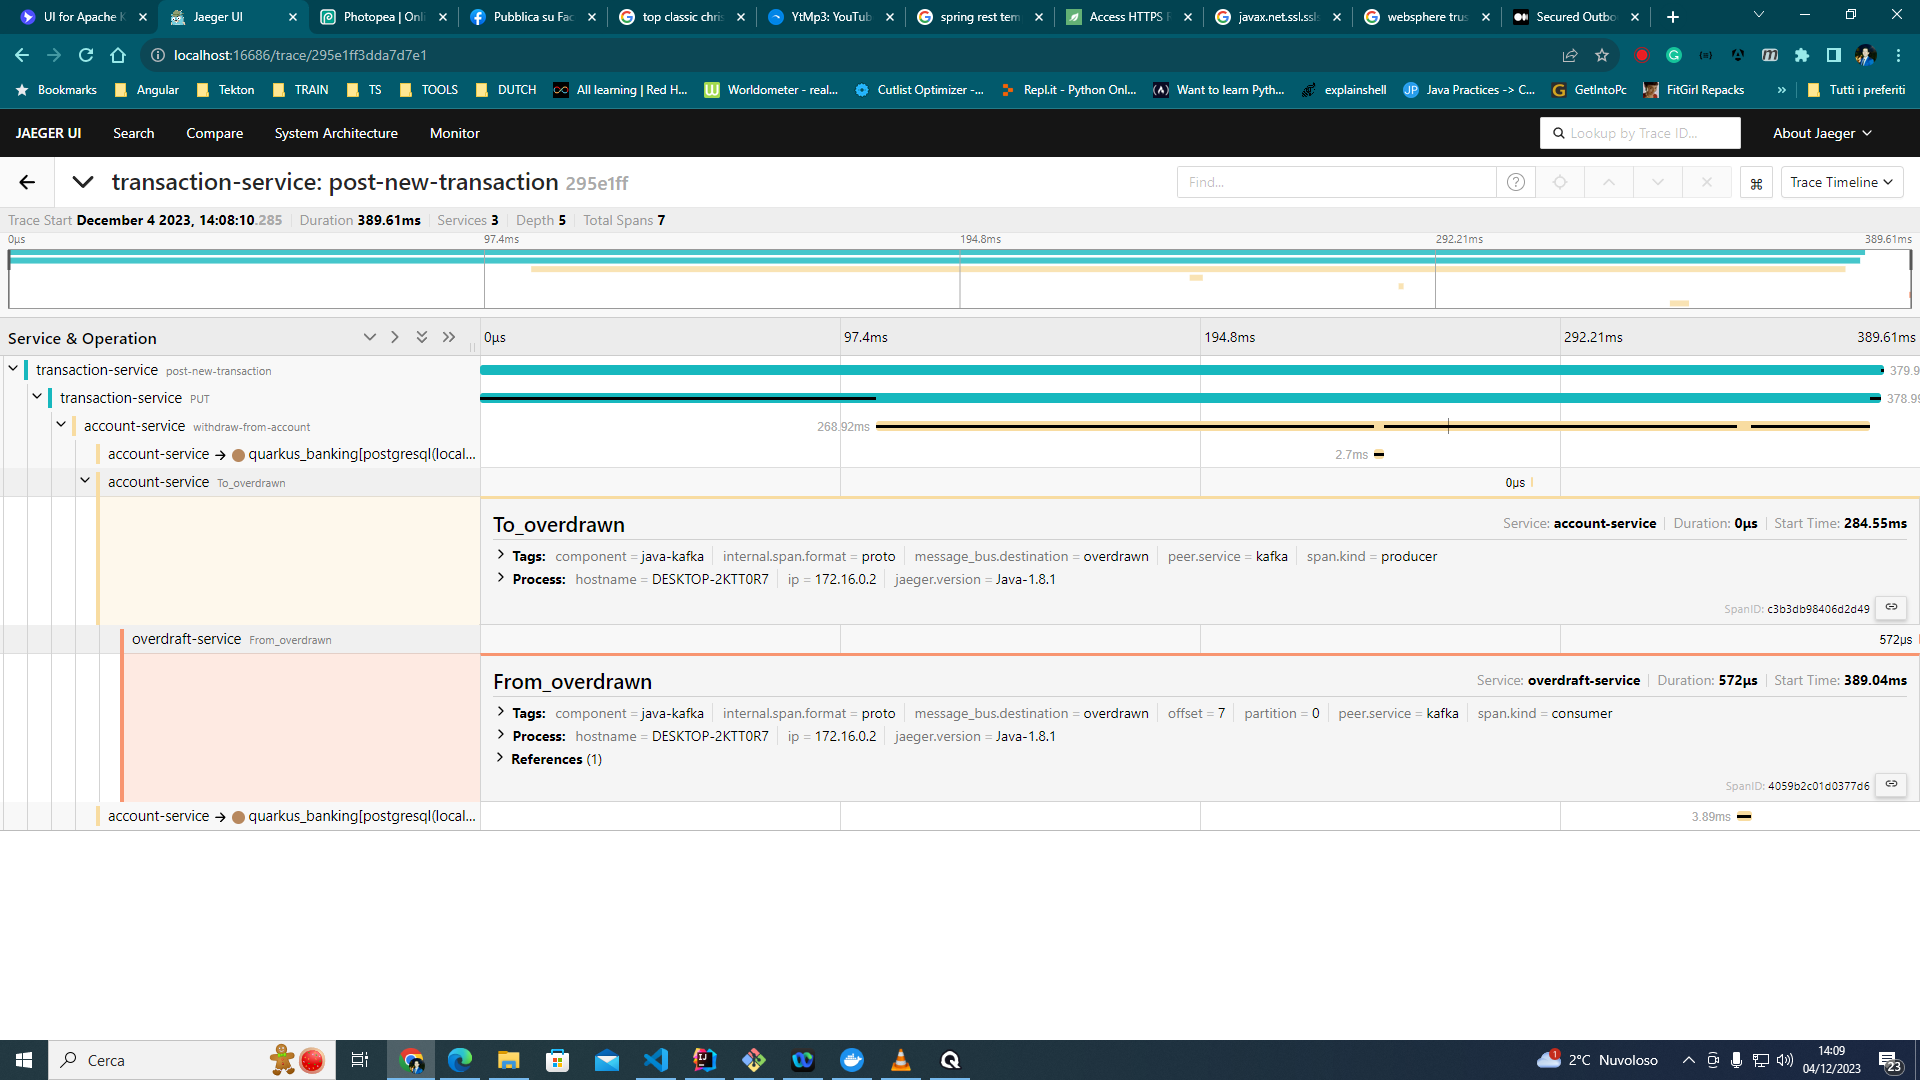 UI for Apache K
Jaeger UI
Photopea | Onli
Pubblica su Fac
top classic chris
YtMp3: YouTub
spring rest tem
Access HTTPS R
javax.net.ssl.ssl
websphere trus
Secured Outbo
localhost:16686/trace/295e1ff3dda7d7e1
Bookmarks
Angular
Tekton
TRAIN
TS
TOOLS
DUTCH
All learning | Red H...
Worldometer - real...
Cutlist Optimizer -...
Repl.it - Python Onl...
Want to learn Pyth...
explainshell
Java Practices -> C...
GetIntoPc
FitGirl Repacks
»
Tutti i preferiti
JAEGER UI
Search
Compare
System Architecture
Monitor
Lookup by Trace ID...
About Jaeger
transaction-service: post-new-transaction 295e1ff
Find...
Trace Timeline
Trace Start December 4 2023, 14:08:10.285
Duration 389.61ms
Services 3
Depth 5
Total Spans 7
0μs
97.4ms
194.8ms
292.21ms
389.61ms
Service & Operation
0μs
97.4ms
194.8ms
292.21ms
389.61ms
transaction-service post-new-transaction
379.9
transaction-service PUT
378.99
account-service withdraw-from-account
268.92ms
account-service → quarkus_banking[postgresql(local...
2.7ms
account-service To_overdrawn
0μs
To_overdrawn
Service: account-service
Duration: 0μs
Start Time: 284.55ms
Tags: component = java-kafka internal.span.format = proto message_bus.destination = overdrawn peer.service = kafka span.kind = producer
Process: hostname = DESKTOP-2KTT0R7 ip = 172.16.0.2 jaeger.version = Java-1.8.1
SpanID: c3b3db98406d2d49
overdraft-service From_overdrawn
572μs
From_overdrawn
Service: overdraft-service
Duration: 572μs
Start Time: 389.04ms
Tags: component = java-kafka internal.span.format = proto message_bus.destination = overdrawn offset = 7 partition = 0 peer.service = kafka span.kind = consumer
Process: hostname = DESKTOP-2KTT0R7 ip = 172.16.0.2 jaeger.version = Java-1.8.1
References (1)
SpanID: 4059b2c01d0377d6
account-service → quarkus_banking[postgresql(local...
3.89ms
Cerca
1
2°C Nuvoloso
14:09
04/12/2023
23